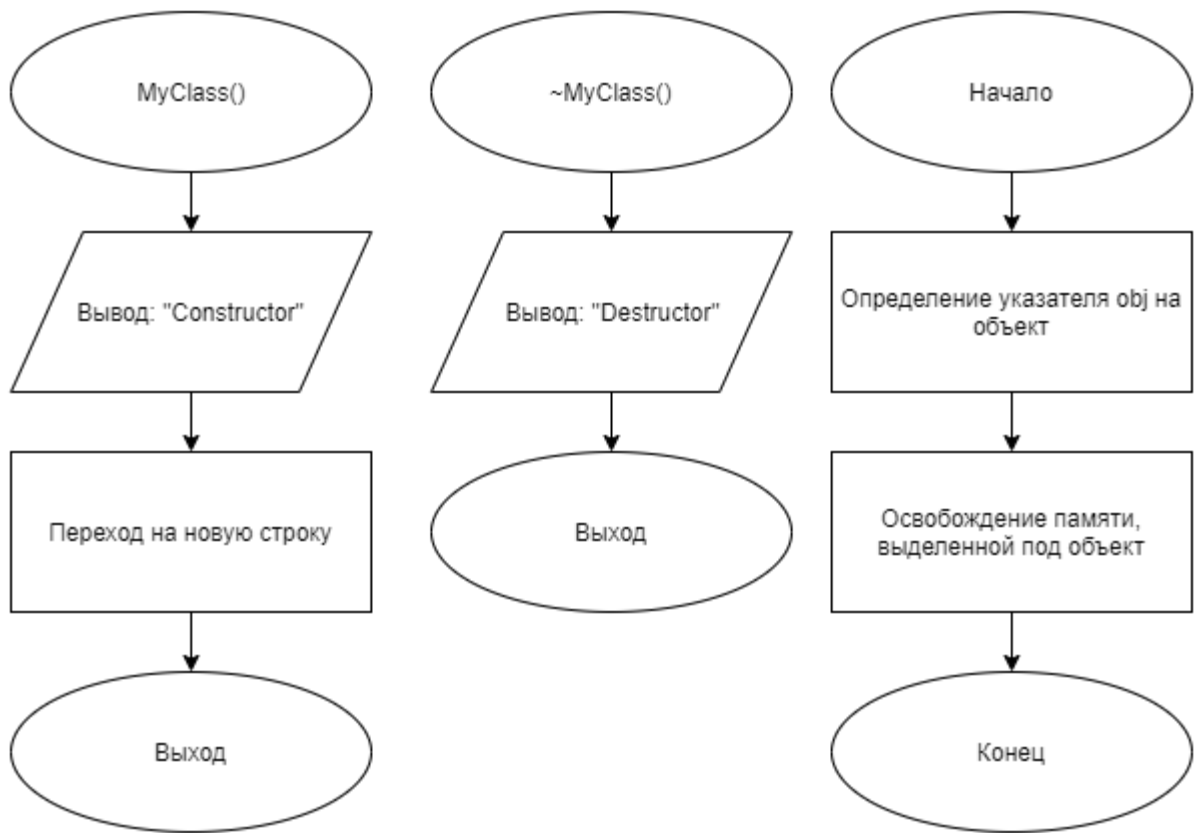 MyClass()
Вывод: "Constructor"
Переход на новую строку
Выход
~MyClass()
Вывод: "Destructor"
Выход
Начало
Определение указателя obj на
объект
Освобождение памяти,
выделенной под объект
Конец